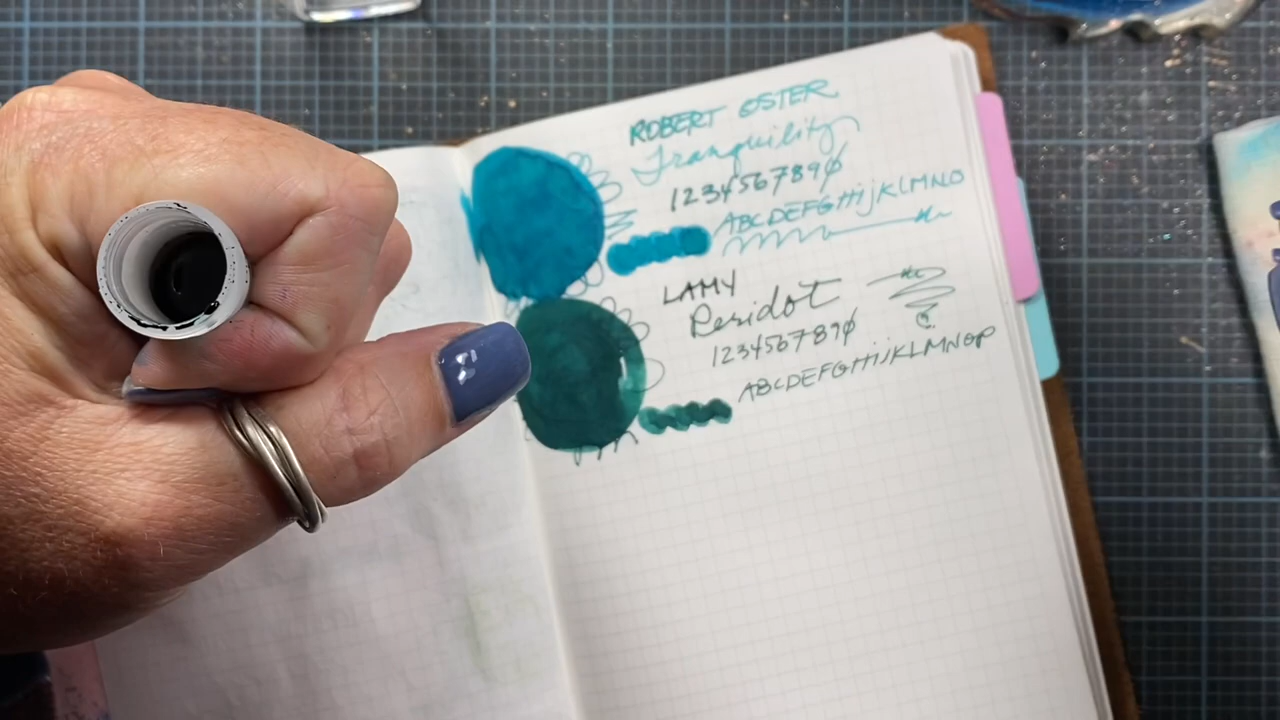 ROBERT OSTER
Tranquility
1234567890
ABCDEFGHIJKLMNO
LAMY
Peridot
1234567890
ABCDEFGHIJKLMNOP